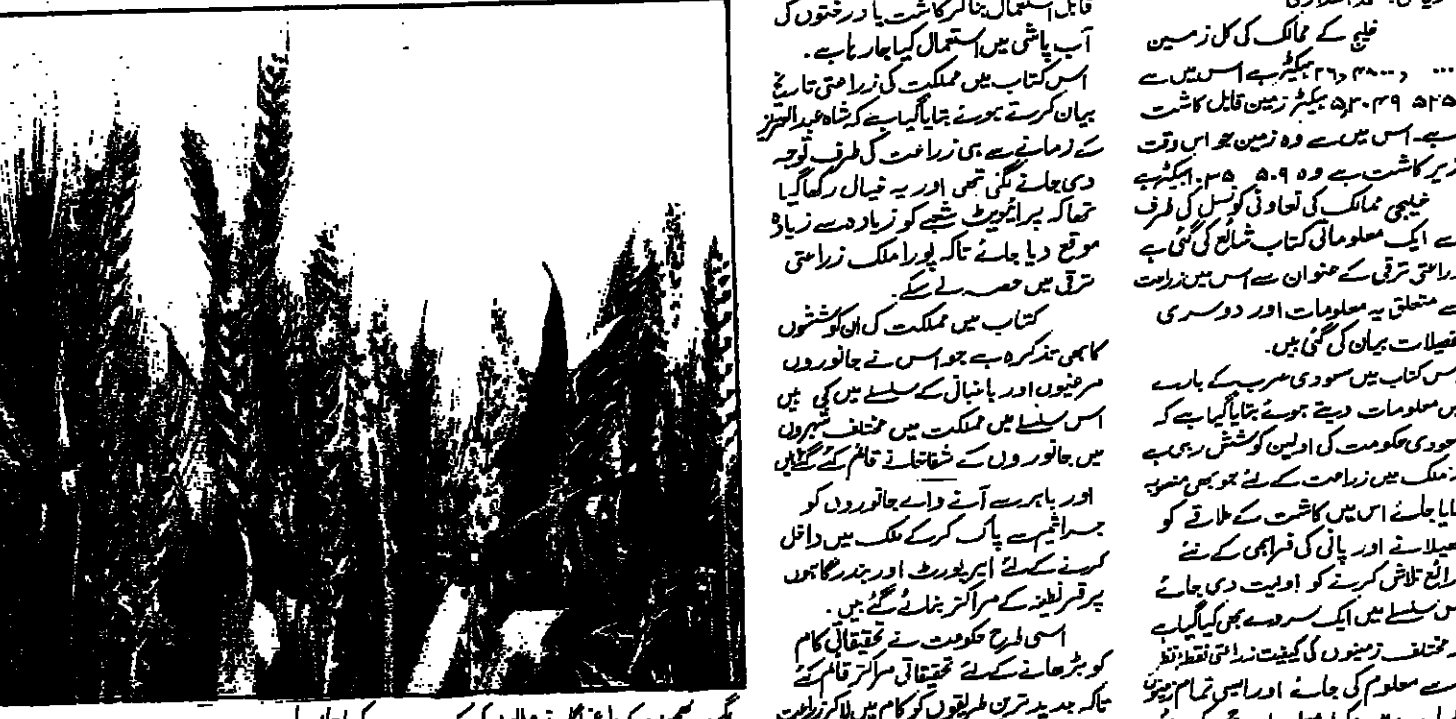 خلیج کے ممالک کی کل زمین
ہیکٹر ہے اس میں سے
ہیکٹر زمین قابل کاشت
ہے۔ اس میں سے وہ زمین جو اس وقت
زیر کاشت ہے وہ
خلیجی ممالک کی تعاونی کونسل کی طرف
سے ایک معلوماتی کتاب شائع کی گئی ہے
زراعتی ترقی کے عنوان سے اس میں زراعت
سے متعلق یہ معلومات اور دوسری
تفصیلات بیان کی گئی ہیں۔
اس کتاب میں سعودی عرب کے بارے
میں معلومات دیتے ہوئے بتایا گیا ہے کہ
سعودی حکومت کی اولین کوشش رہی ہے
ملک میں زراعت کے لئے جو بھی منصوبہ
بنایا جائے اس میں کاشت کے علاقے کو
پھیلانے اور پانی کی فراہمی کے نئے
ذرائع تلاش کرنے کو اولیت دی جائے
اس سلسلے میں ایک سروے بھی کیا گیا ہے
مختلف زمینوں کی کیفیت زراعتی نقطۂ نظر
سے معلوم کی جائے اور ایسی تمام
قابل استعمال بنا کر کاشت یا درختوں کی
آب پاشی میں استعمال کیا جا رہا ہے۔
اس کتاب میں مملکت کی زراعتی تاریخ
بیان کرتے ہوئے بتایا گیا ہے کہ شاہ عبدالعزیز
کے زمانے سے ہی زراعت کی طرف توجہ
دی جانے لگی تھی اور یہ خیال رکھا گیا
تھا کہ پرائیویٹ شعبے کو زیادہ سے زیادہ
موقع دیا جائے تاکہ پورا ملک زراعتی
ترقی میں حصہ لے سکے۔
کتاب میں مملکت کی ان کوششوں
کا بھی تذکرہ ہے جو اس نے جانوروں
مرغیوں اور باغبانی کے سلسلے میں کی ہیں
اس سلسلے میں مملکت میں مختلف شہروں
میں جانوروں کے شفاخانے قائم کئے گئے ہیں
اور باہر سے آنے والے جانوروں کو
جراثیم سے پاک کرکے ملک میں داخل
کرنے کے لئے ایرپورٹ اور بندرگاہوں
پر قرنطینہ کے مراکز بنائے گئے ہیں۔
اسی طرح حکومت نے تحقیقاتی کام
کو بڑھانے کے لئے تحقیقاتی مراکز قائم کئے
تاکہ جدید ترین طریقوں کو کام میں لا کر زراعت